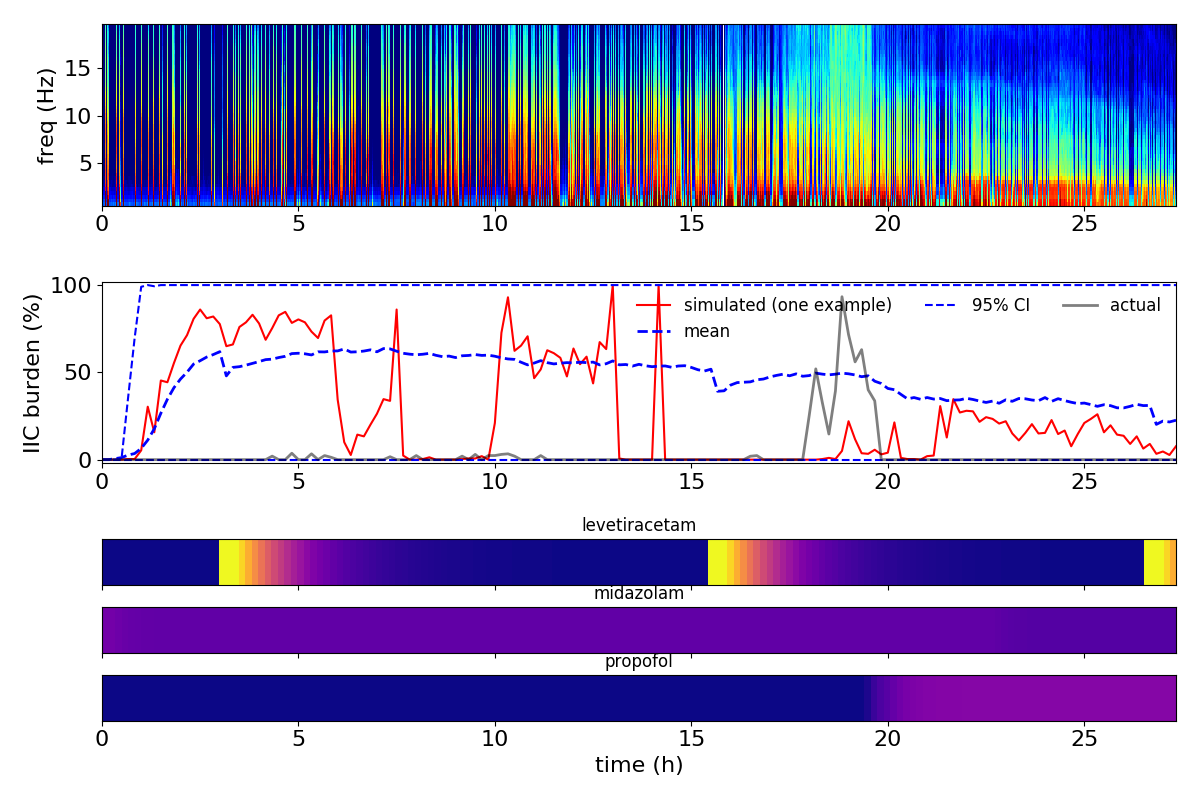 freq (Hz)
15
10
5
0 5 10 15 20 25
IIC burden (%)
100
50
0
simulated (one example)
mean
95% CI
actual
0 5 10 15 20 25
levetiracetam
midazolam
propofol
0 5 10 15 20 25
time (h)